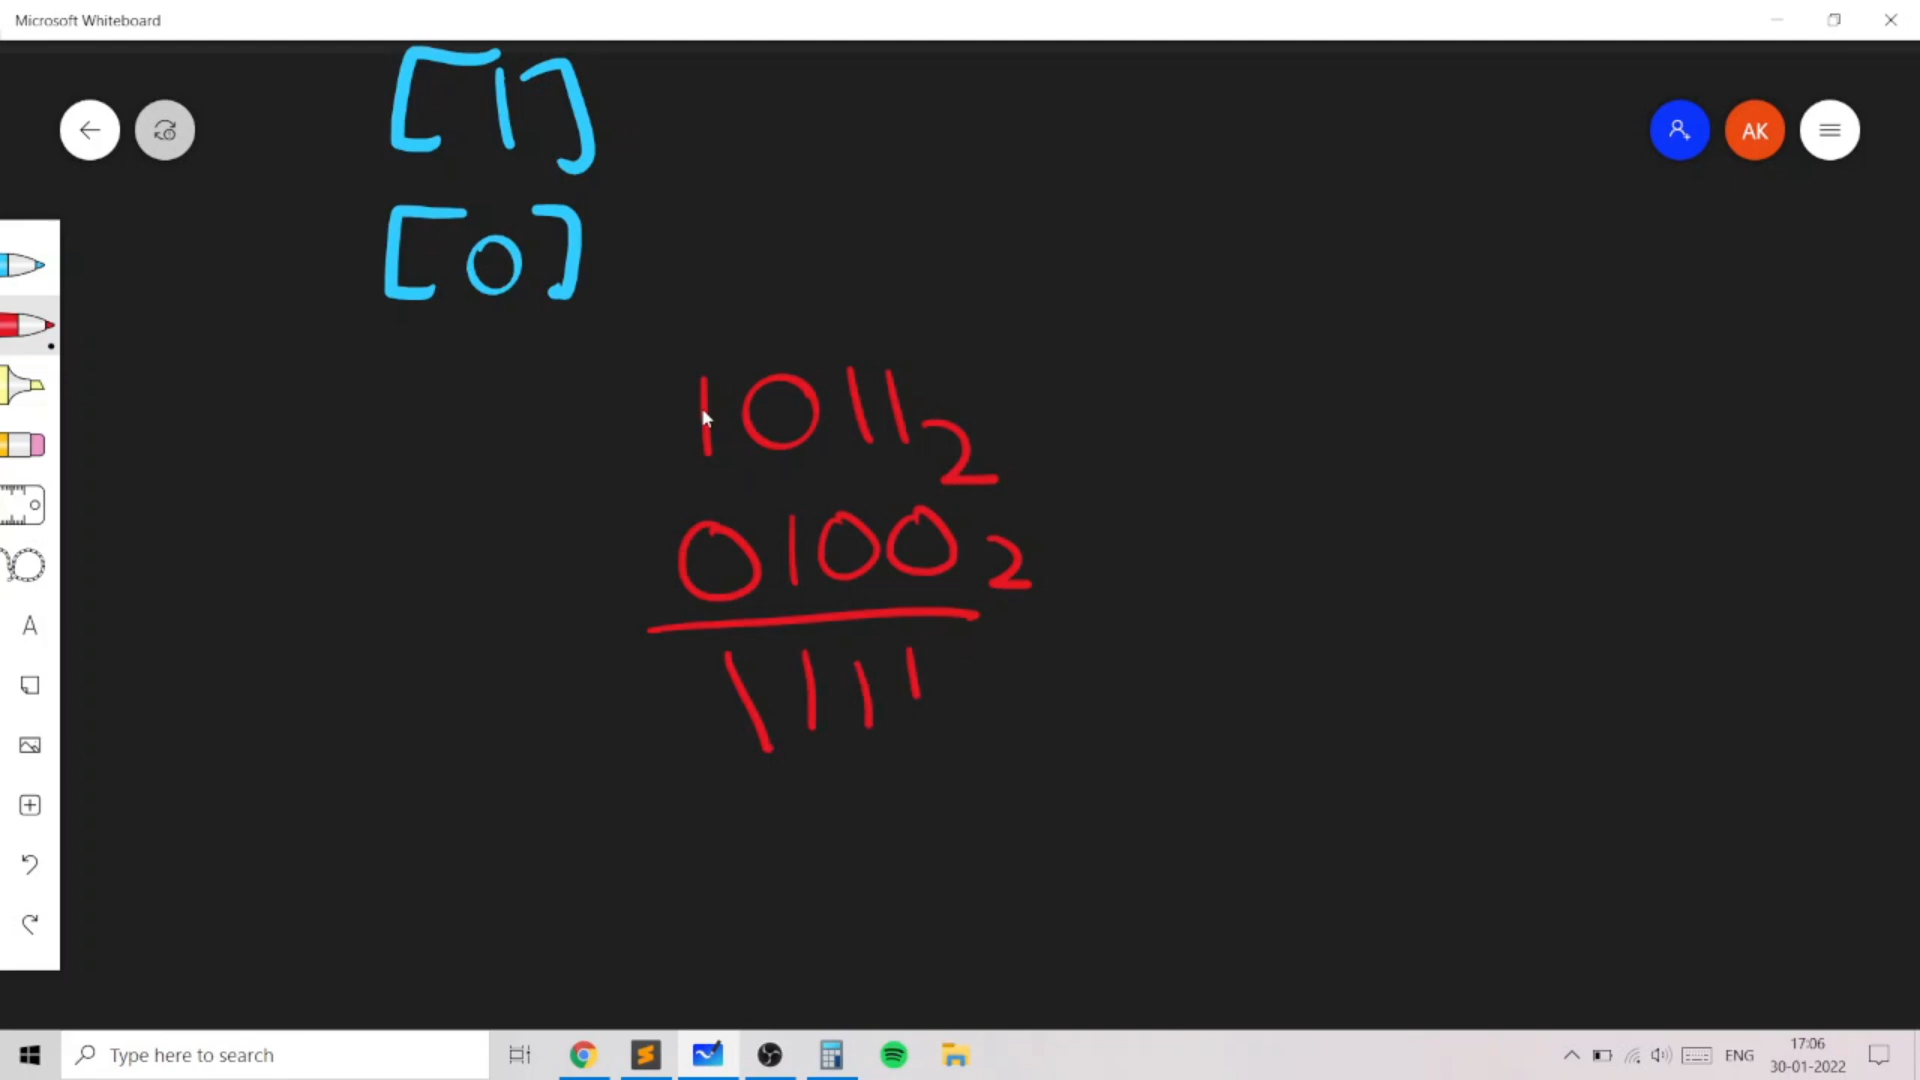 Microsoft Whiteboard
[1]
[0]
AK
1011₂
0100₂
1111
A
Type here to search
ENG
17:06
30-01-2022